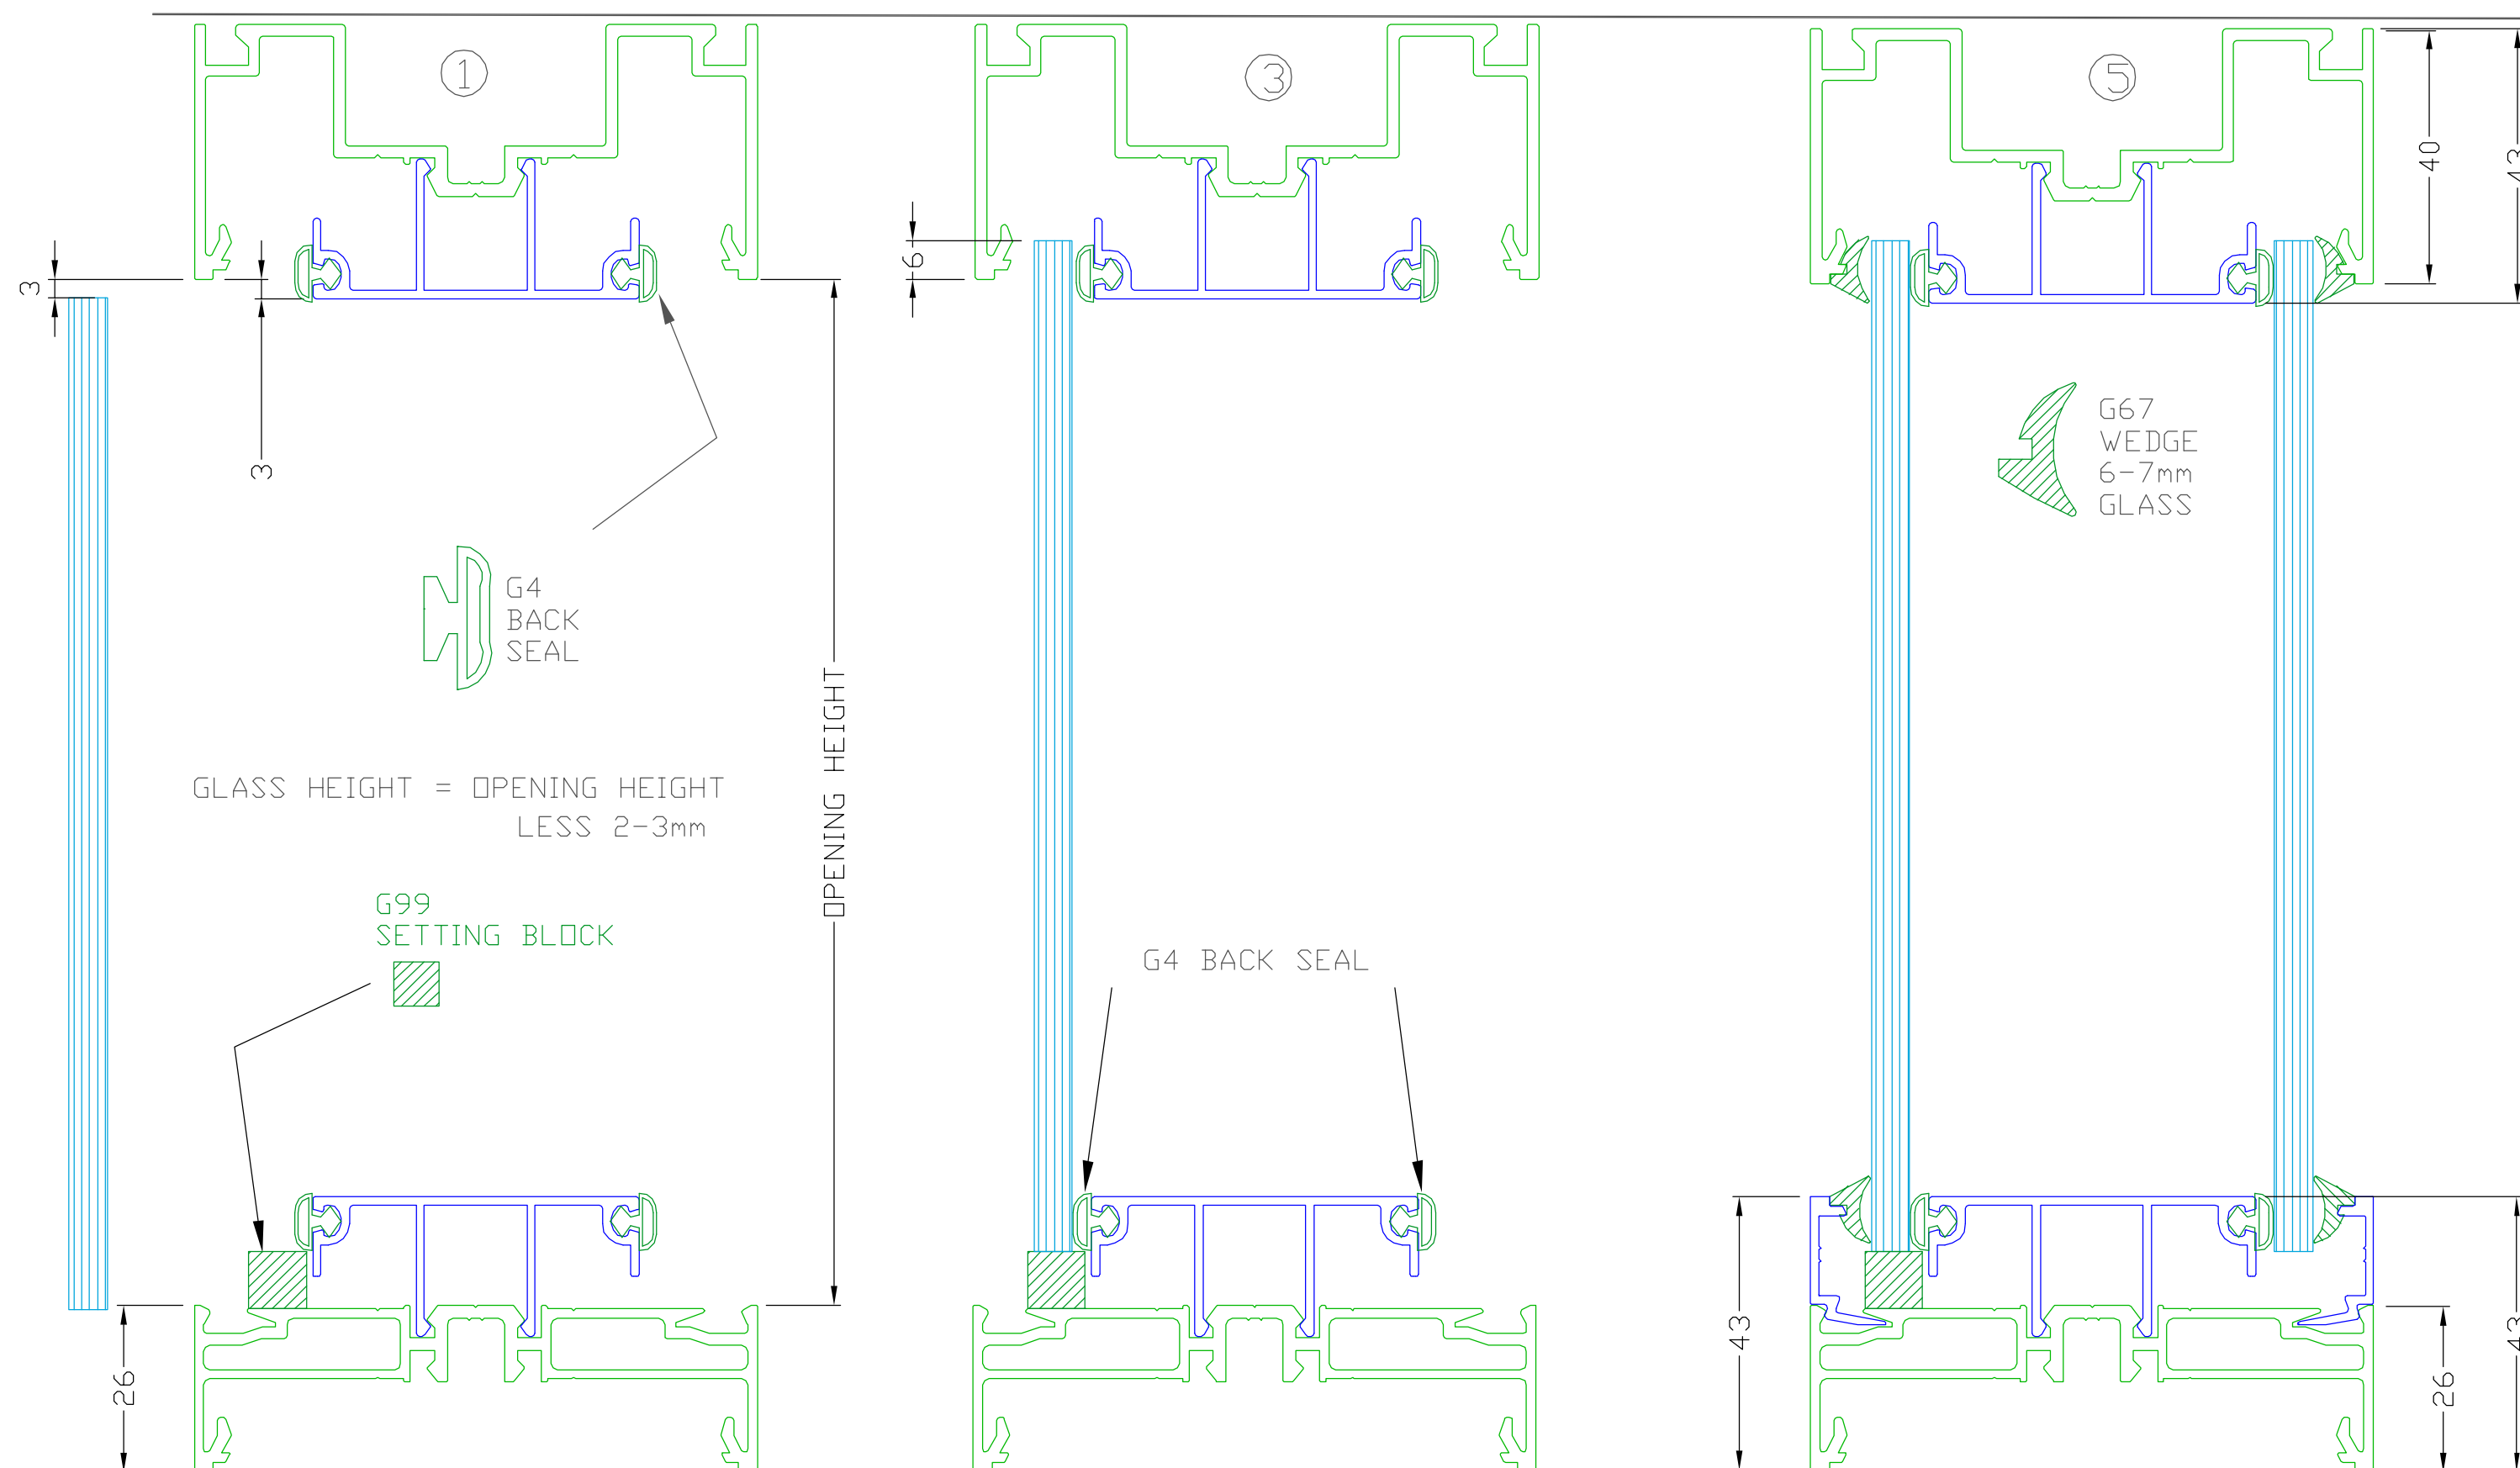 1
3
5
40
43
3
6
3
G67
WEDGE
6-7mm
GLASS
G4
BACK
SEAL
OPENING HEIGHT
GLASS HEIGHT = OPENING HEIGHT
LESS 2-3mm
G99
SETTING BLOCK
G4 BACK SEAL
26
43
26
43